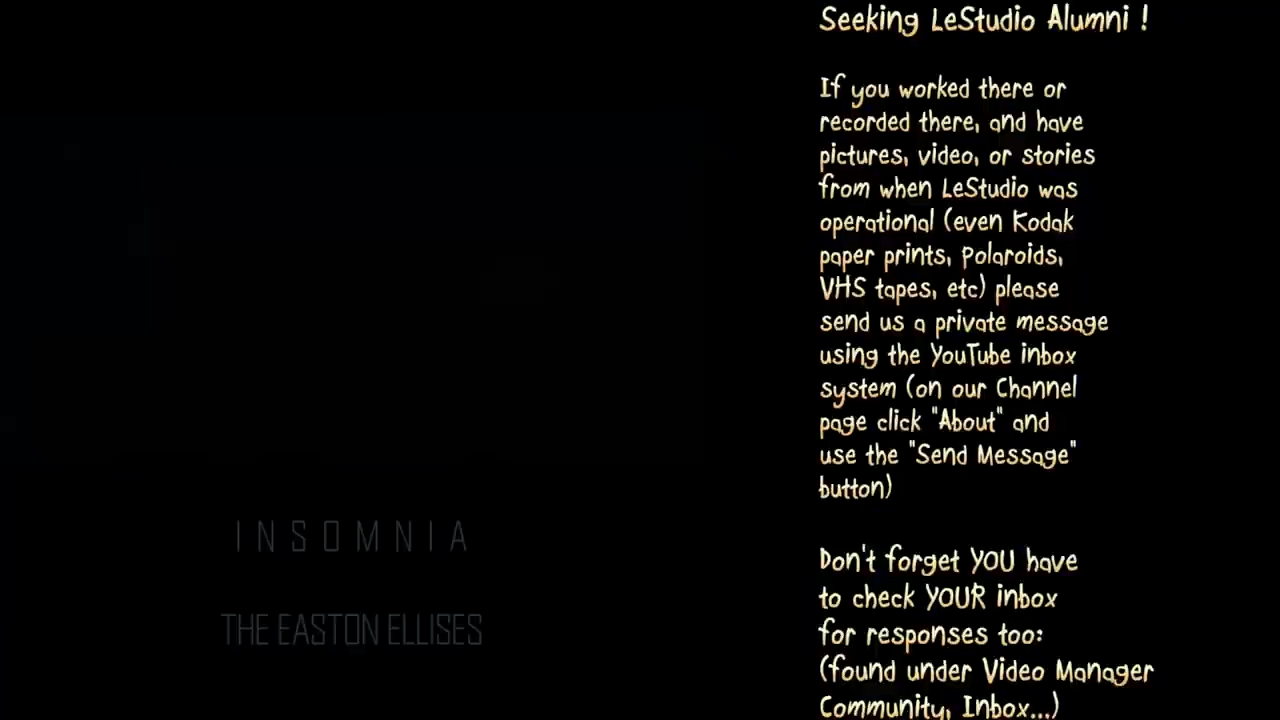 Seeking LeStudio Alumni !
If you worked there or
recorded there, and have
pictures, video, or stories
from when LeStudio was
operational (even Kodak
paper prints, Polaroids,
VHS tapes, etc) please
send us a private message
using the YouTube inbox
system (on our Channel
page click "About" and
use the "Send Message"
button)
Don't forget YOU have
to check YOUR inbox
for responses too:
(found under Video Manager
Community, Inbox...)
INSOMNIA
THE EASTON ELLISES